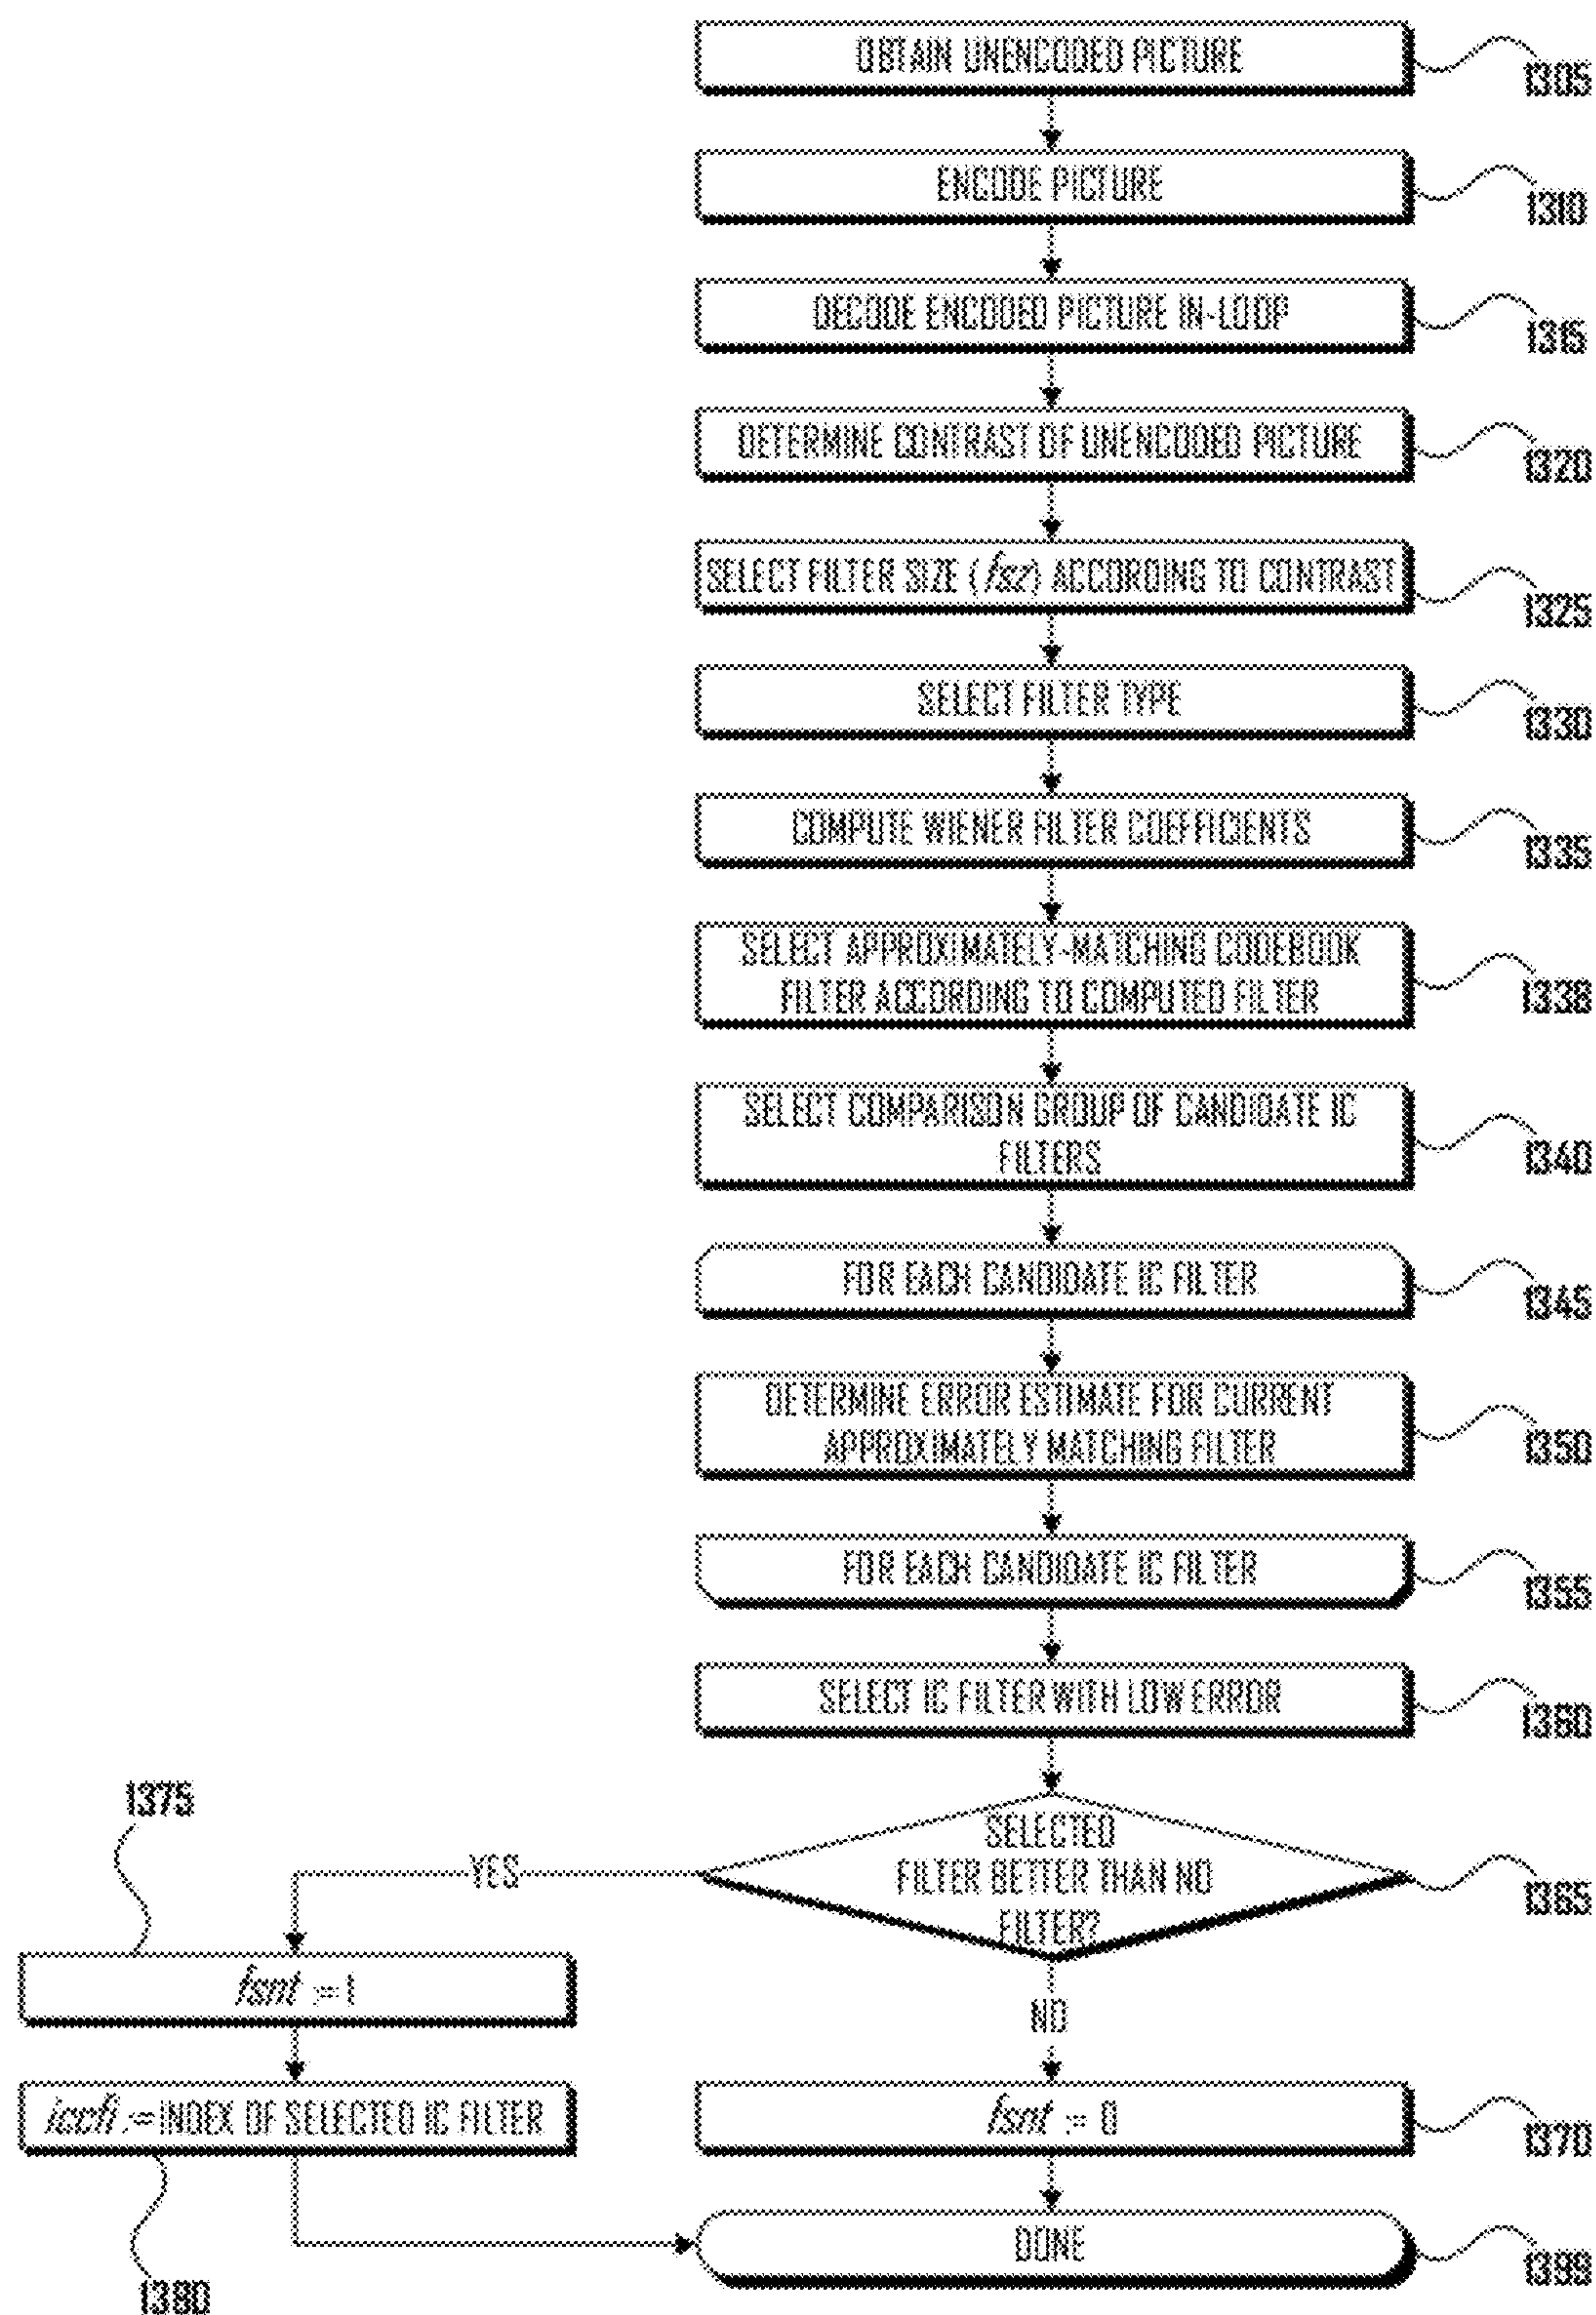 OBTAIN UNENCODED PICTURE
1305
ENCODE PICTURE
1310
DECODE ENCODED PICTURE IN-LOOP
1315
DETERMINE CONTRAST OF UNENCODED PICTURE
1320
SELECT FILTER SIZE (fsz) ACCORDING TO CONTRAST
1325
SELECT FILTER TYPE
1330
COMPUTE WIENER FILTER COEFFICIENTS
1335
SELECT APPROXIMATELY-MATCHING CODEBOOK
FILTER ACCORDING TO COMPUTED FILTER
1338
SELECT COMPARISON GROUP OF CANDIDATE IC
FILTERS
1340
FOR EACH CANDIDATE IC FILTER
1345
DETERMINE ERROR ESTIMATE FOR CURRENT
APPROXIMATELY MATCHING FILTER
1350
FOR EACH CANDIDATE IC FILTER
1355
SELECT IC FILTER WITH LOW ERROR
1360
SELECTED
FILTER BETTER THAN NO
FILTER?
1365
YES
1375
fsnt := 1
NO
iccfi := INDEX OF SELECTED IC FILTER
1380
fsnt := 0
1370
DONE
1399